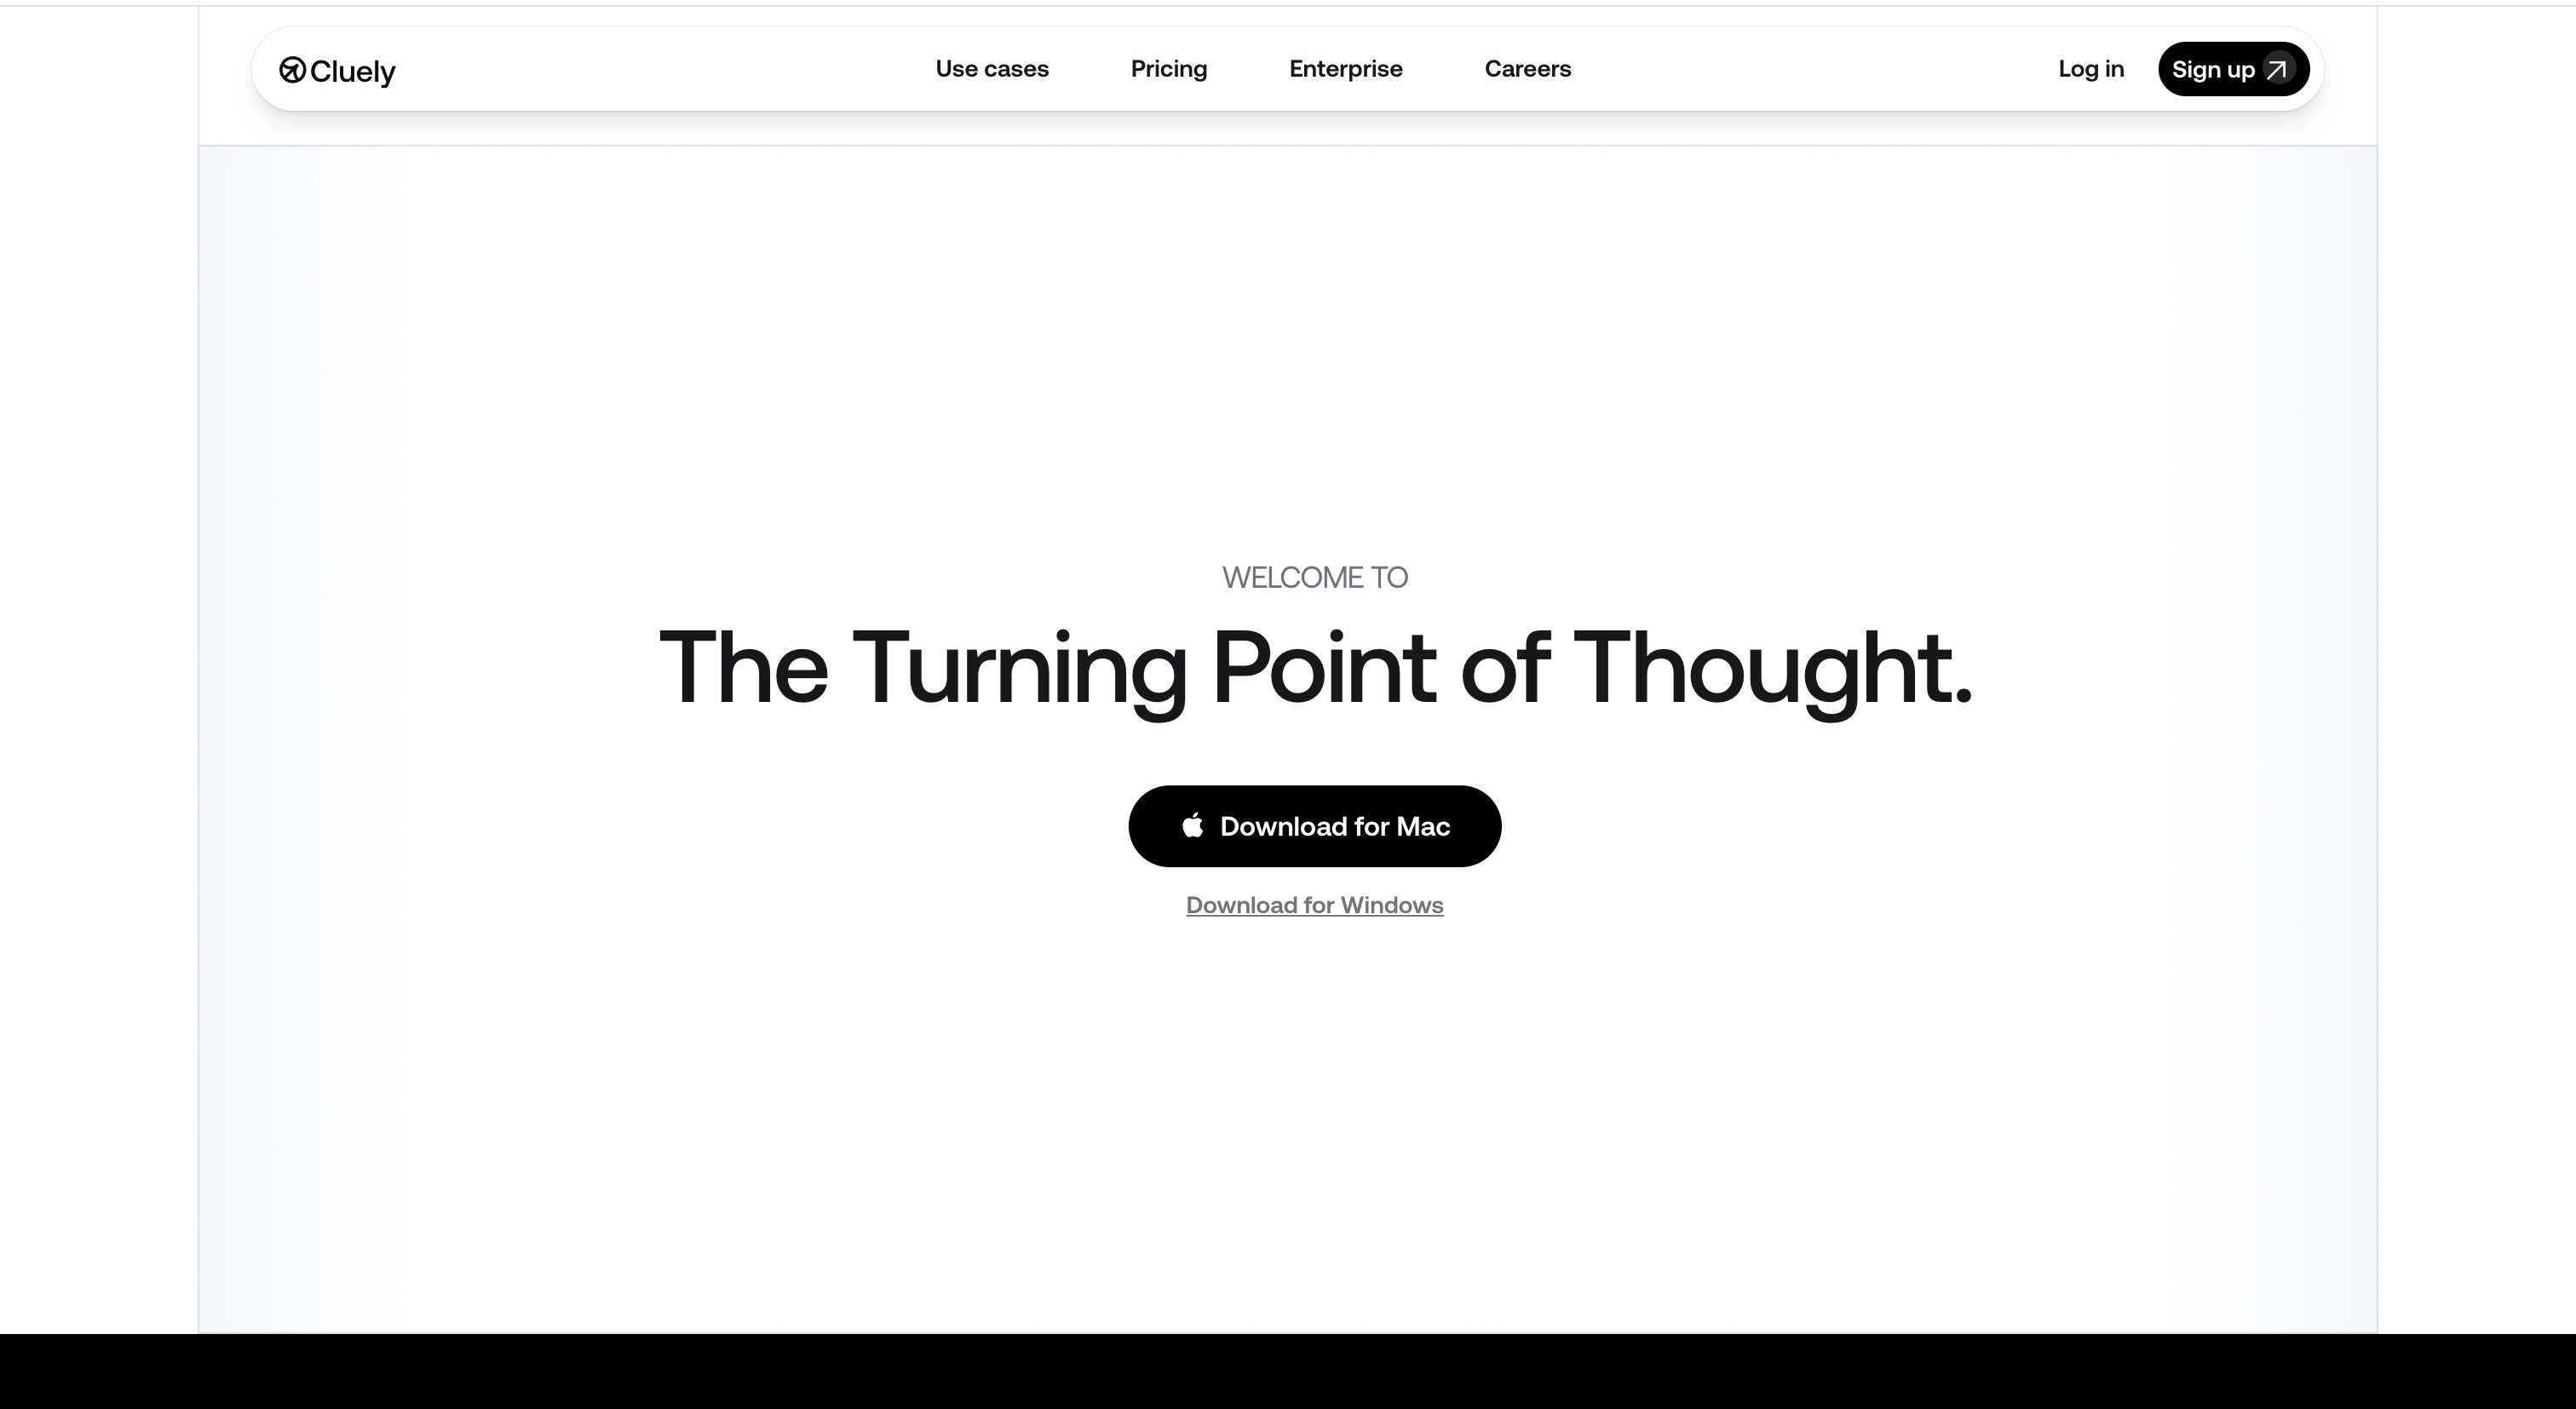 Cluely
Use cases
Pricing
Enterprise
Careers
Log in
Sign up
WELCOME TO
The Turning Point of Thought.
Download for Mac
Download for Windows